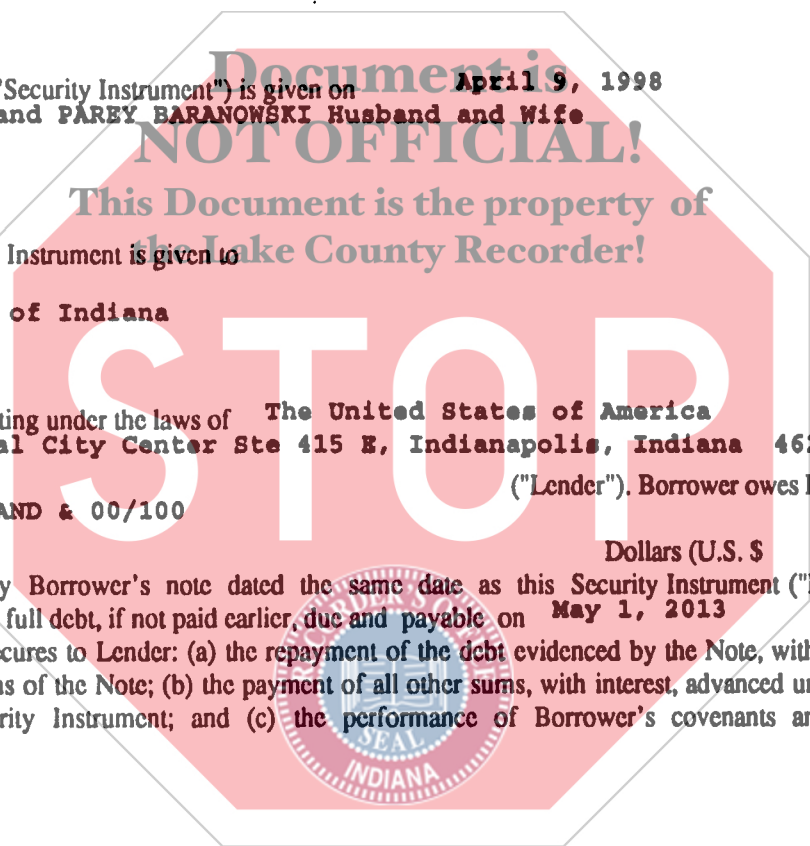 Document is
"Security Instrument") is given on April 9, 1998
and PAREY BARANOWSKI Husband and Wife
NOT OFFICIAL!
This Document is the property of
the Lake County Recorder!
Instrument is given to
of Indiana
STOP
ting under the laws of The United States of America
al City Center Ste 415 E, Indianapolis, Indiana 462
("Lender"). Borrower owes
AND & 00/100
Dollars (U.S. $
y Borrower's note dated the same date as this Security Instrument ("
full debt, if not paid earlier, due and payable on May 1, 2013
cures to Lender: (a) the repayment of the debt evidenced by the Note, with
ns of the Note; (b) the payment of all other sums, with interest, advanced un
rity Instrument; and (c) the performance of Borrower's covenants an
RECORDER'S OFFICE
SEAL
INDIANA